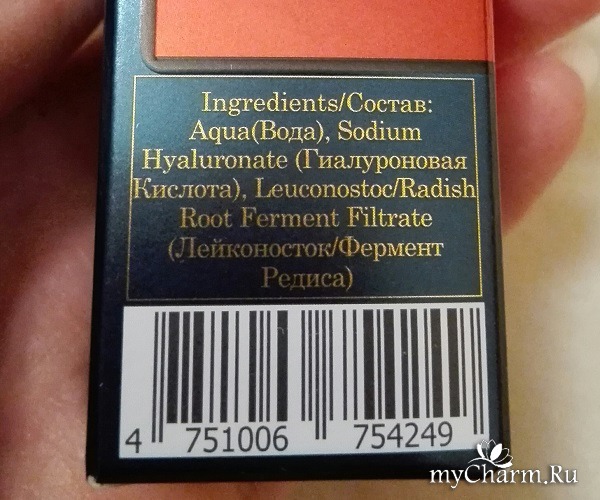 Ingredients/Состав:
Aqua(Вода), Sodium
Hyaluronate (Гиалуроновая
Кислота), Leuconostoc/Radish
Root Ferment Filtrate
(Лейконосток/Фермент
Редиса)
4 751006 754249
myCharm.Ru